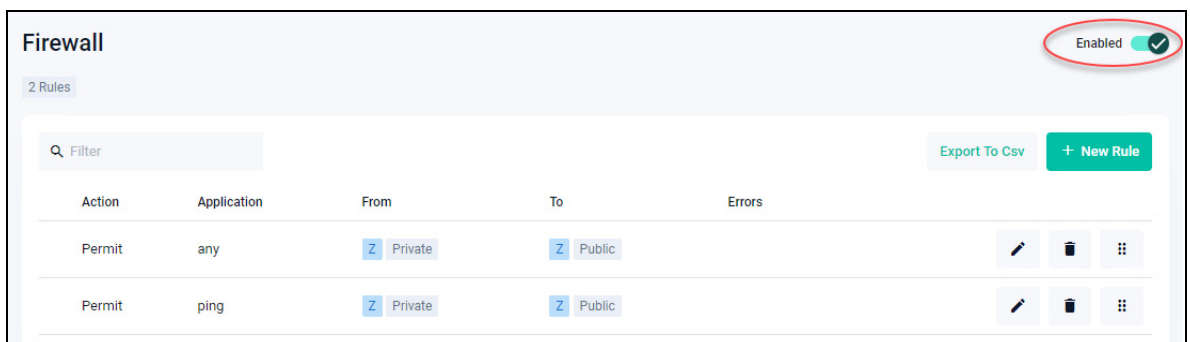 Firewall
Enabled
2 Rules
Filter
Export To Csv
+ New Rule
Action Application From To Errors
Permit any Z Private Z Public
Permit ping Z Private Z Public